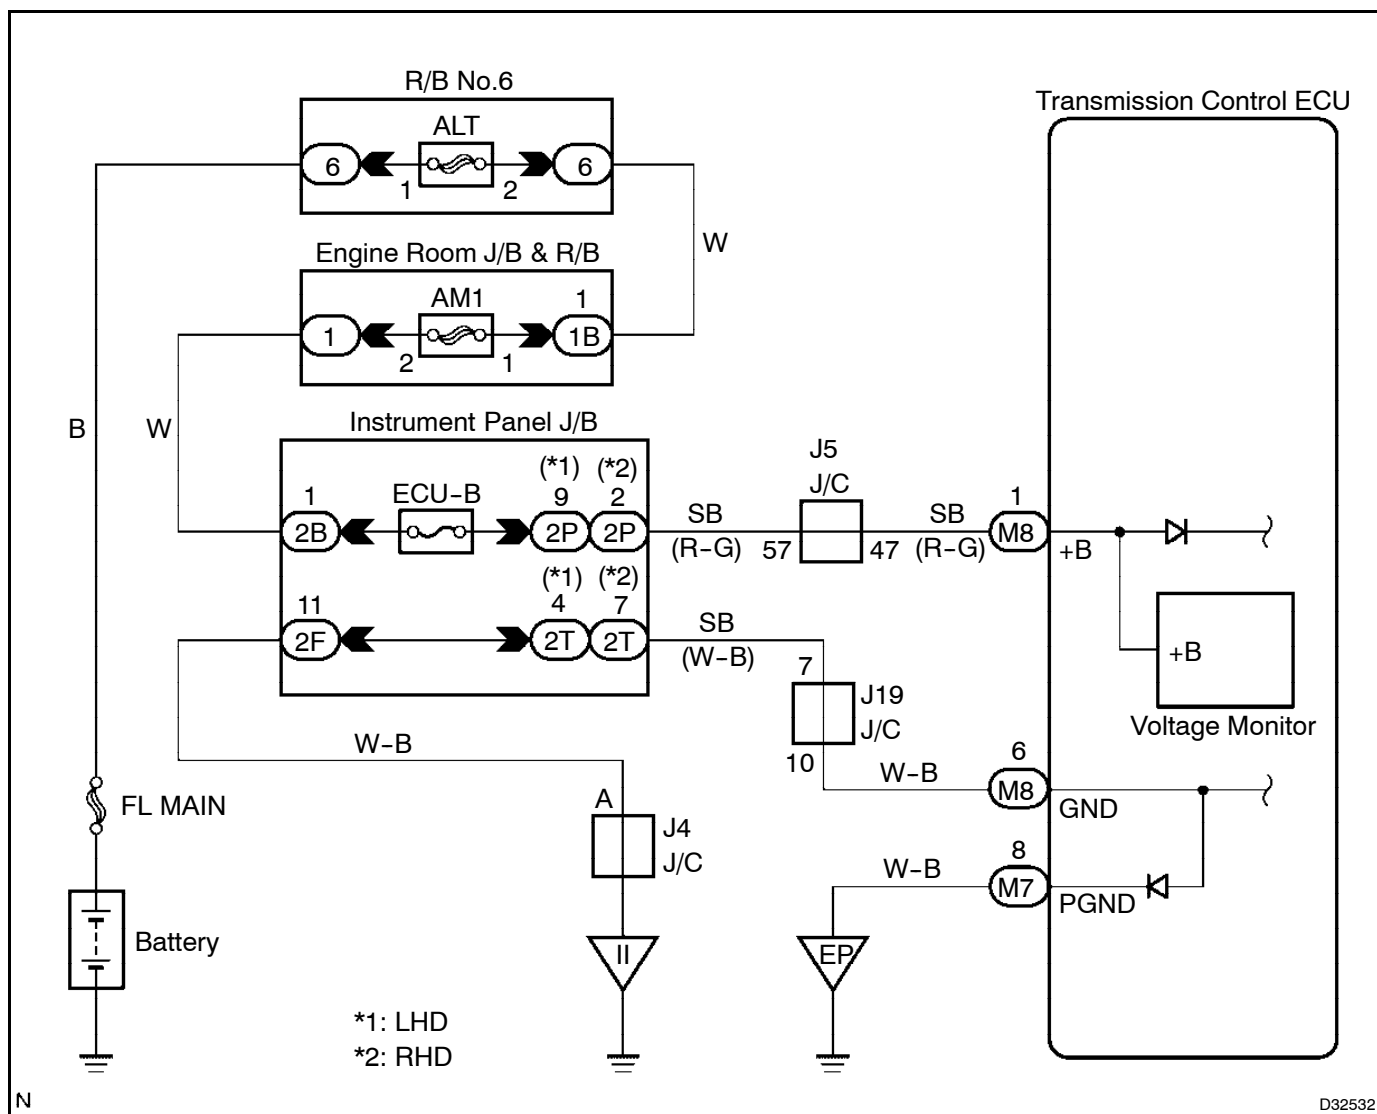 R/B No.6
Transmission Control ECU
ALT
6
6
1
2
W
Engine Room J/B & R/B
AM1
1
1
1B
2
1
B
W
Instrument Panel J/B
(*1)
(*2)
J5
J/C
1
ECU-B
9
2
SB
SB
1
2B
2P
2P
M8
(R-G)
57
47
(R-G)
+B
(*1)
(*2)
11
4
7
SB
2F
2T
2T
(W-B)
7
+B
J19
J/C
Voltage Monitor
W-B
10
W-B
6
M8
GND
FL MAIN
A
J4
J/C
W-B
8
M7
PGND
Battery
II
EP
*1: LHD
*2: RHD
N
D32532